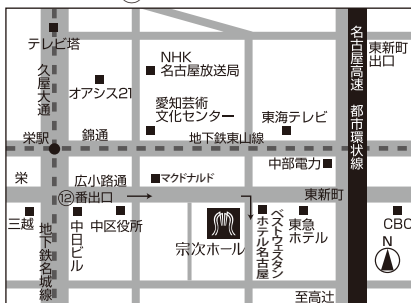 テレビ塔
久屋大通
オアシス21
NHK
名古屋放送局
愛知芸術
文化センター
東海テレビ
名古屋高速 都市環状線
東新町
出口
栄駅
錦通
地下鉄東山線
中部電力
栄
広小路通
マクドナルド
⑫番出口
東新町
三越
地下鉄名城線
中日ビル
中区役所
宗次ホール
ベストウェスタン
ホテル名古屋
東急
ホテル
CBC
N
至高辻